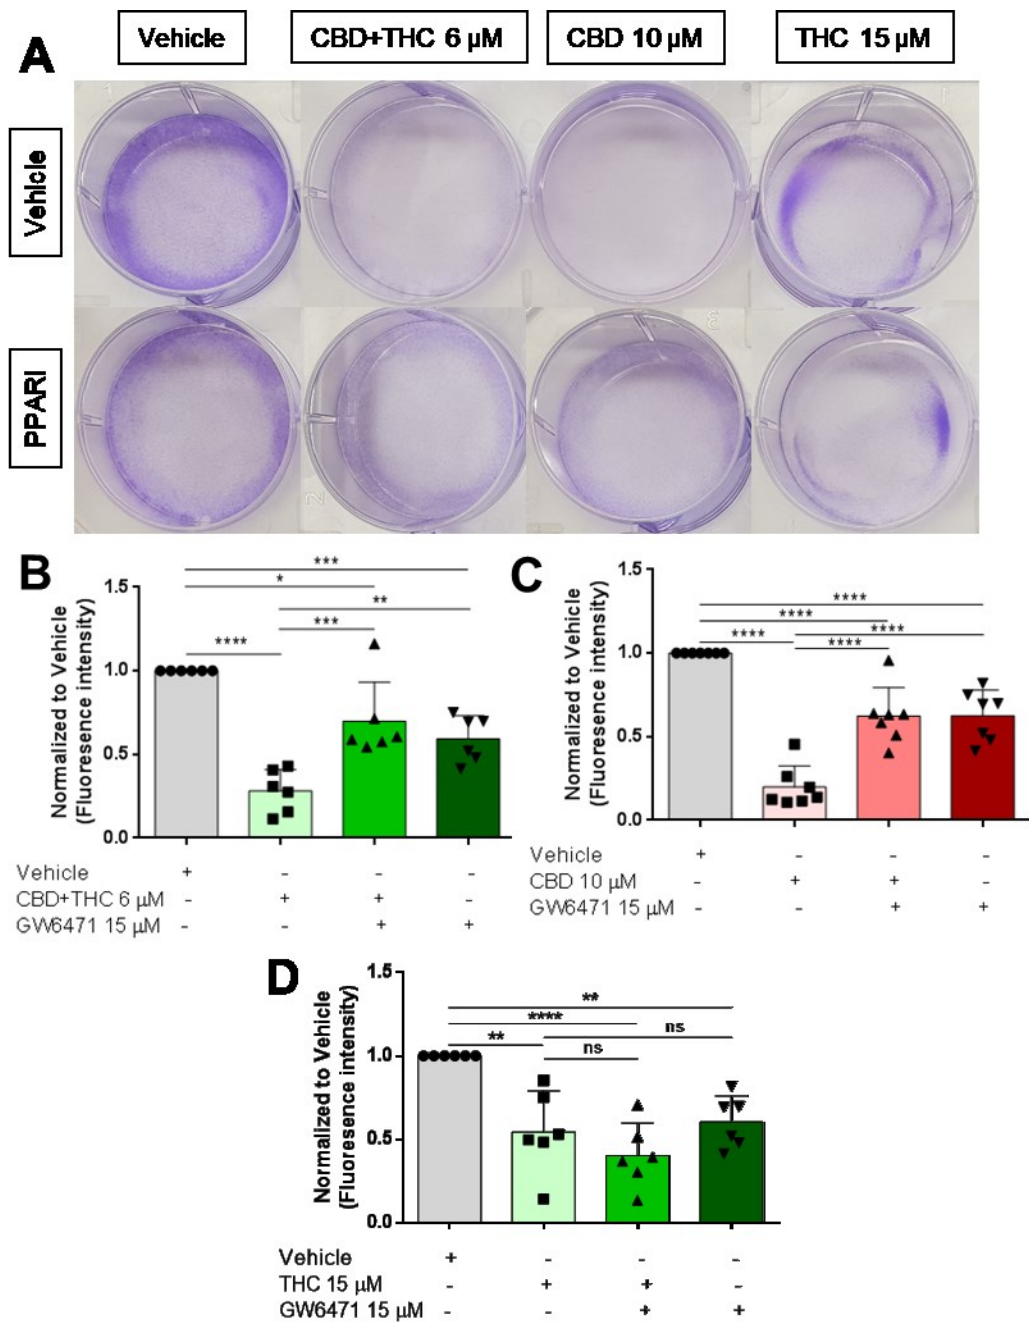 A
Vehicle
CBD+THC 6 µM
CBD 10 µM
THC 15 µM
Vehicle
PPARI
B
Normalized to Vehicle
(Fluoresence intensity)
1.5
1.0
0.5
0.0
***
*
**
***
****
Vehicle + - - -
CBD+THC 6 µM - + + -
GW6471 15 µM - - + +
C
Normalized to Vehicle
(Fluoresence intensity)
1.5
1.0
0.5
0.0
****
****
****
****
****
Vehicle + - - -
CBD 10 µM - + + -
GW6471 15 µM - - + +
D
Normalized to Vehicle
(Fluoresence intensity)
1.5
1.0
0.5
0.0
**
****
ns
**
ns
Vehicle + - - -
THC 15 µM - + + -
GW6471 15 µM - - + +